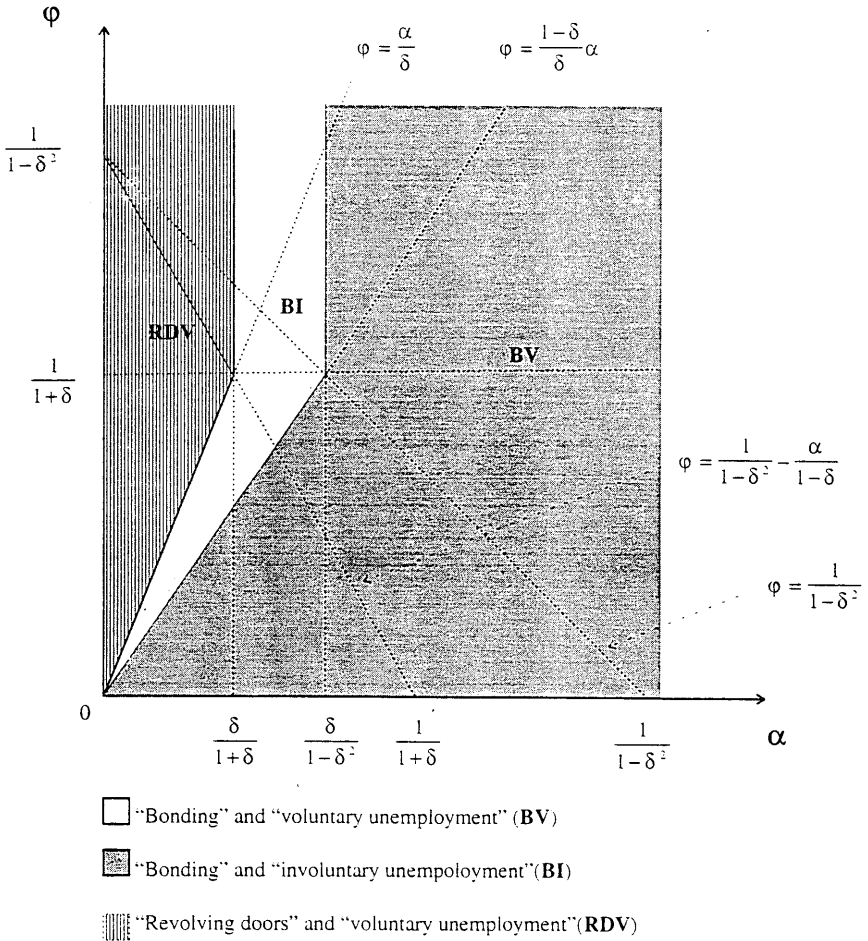 φ
φ = α/δ
φ = (1−δ)/δ α
1/(1−δ²)
RDV
BI
1/(1+δ)
BV
φ = 1/(1−δ²) − α/(1−δ)
φ = 1/(1−δ²)
0
δ/(1+δ)
δ/(1−δ²)
1/(1+δ)
1/(1−δ²)
α
"Bonding" and "voluntary unemployment" (BV)
"Bonding" and "involuntary unempoloyment"(BI)
"Revolving doors" and "voluntary unemployment"(RDV)